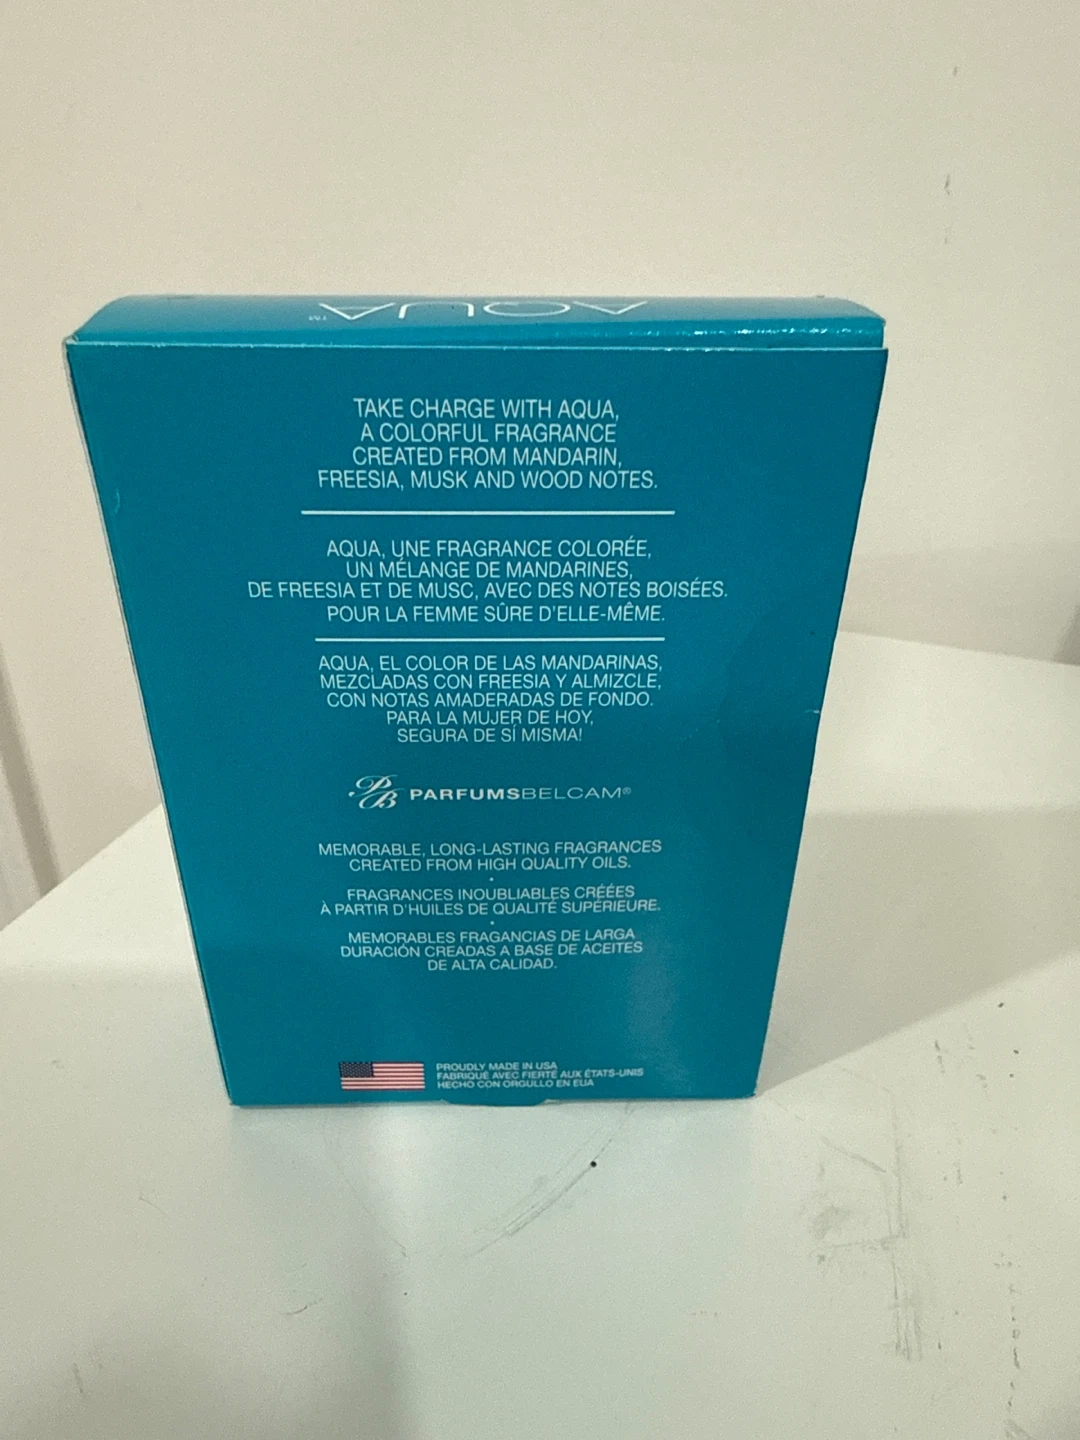 AQUA™
TAKE CHARGE WITH AQUA,
A COLORFUL FRAGRANCE
CREATED FROM MANDARIN,
FREESIA, MUSK AND WOOD NOTES.
AQUA, UNE FRAGRANCE COLORÉE,
UN MÉLANGE DE MANDARINES,
DE FREESIA ET DE MUSC, AVEC DES NOTES BOISÉES.
POUR LA FEMME SÛRE D'ELLE-MÊME.
AQUA, EL COLOR DE LAS MANDARINAS,
MEZCLADAS CON FREESIA Y ALMIZCLE,
CON NOTAS AMADERADAS DE FONDO.
PARA LA MUJER DE HOY,
SEGURA DE SÍ MISMA!
PB PARFUMSBELCAM®
MEMORABLE, LONG-LASTING FRAGRANCES
CREATED FROM HIGH QUALITY OILS.
•
FRAGRANCES INOUBLIABLES CRÉÉES
À PARTIR D'HUILES DE QUALITÉ SUPÉRIEURE.
•
MEMORABLES FRAGANCIAS DE LARGA
DURACIÓN CREADAS A BASE DE ACEITES
DE ALTA CALIDAD.
PROUDLY MADE IN USA
FABRIQUÉ AVEC FIERTÉ AUX ÉTATS-UNIS
HECHO CON ORGULLO EN EUA